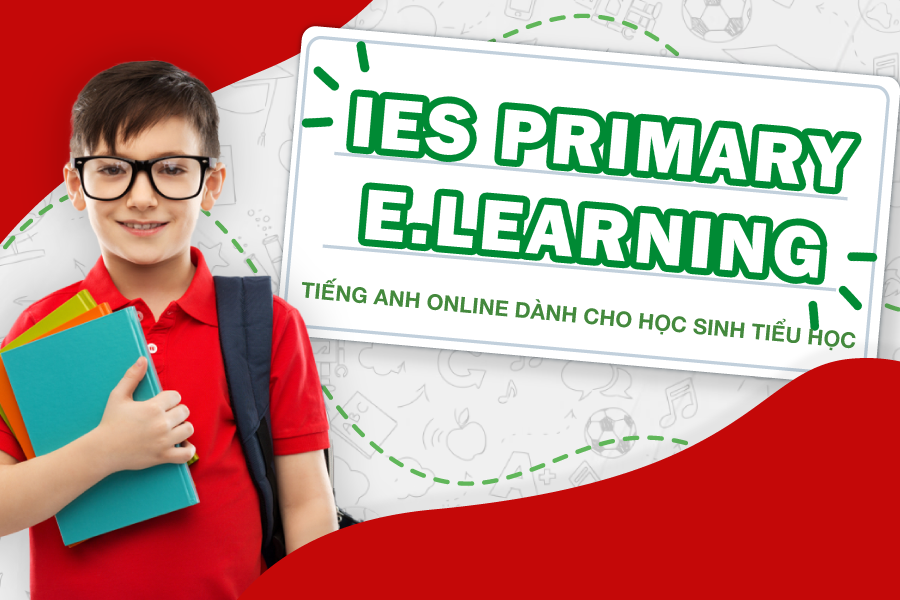 IES PRIMARY
E.LEARNING
TIẾNG ANH ONLINE DÀNH CHO HỌC SINH TIỂU HỌC